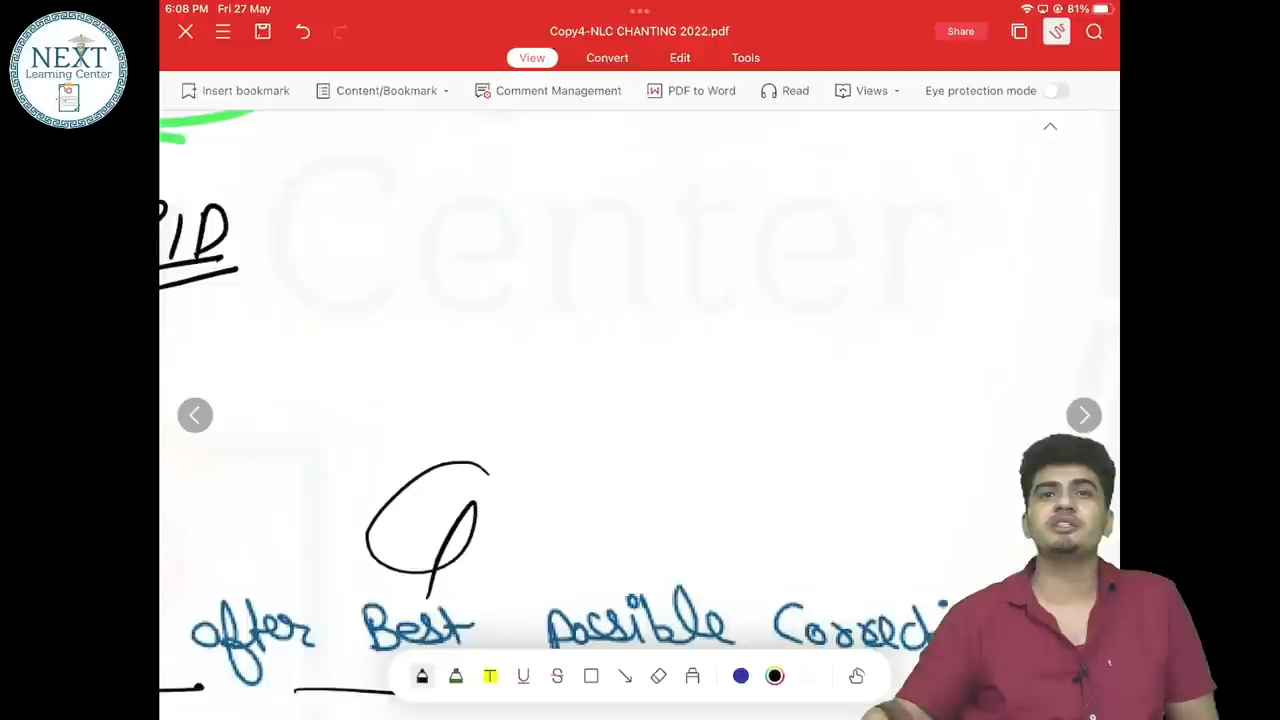 6:08 PM Fri 27 May
81%
NEXT
Learning Center
Copy4-NLC CHANTING 2022.pdf
Share
View Convert Edit Tools
Insert bookmark Content/Bookmark Comment Management PDF to Word Read Views Eye protection mode
Center
after Best possible
T U S